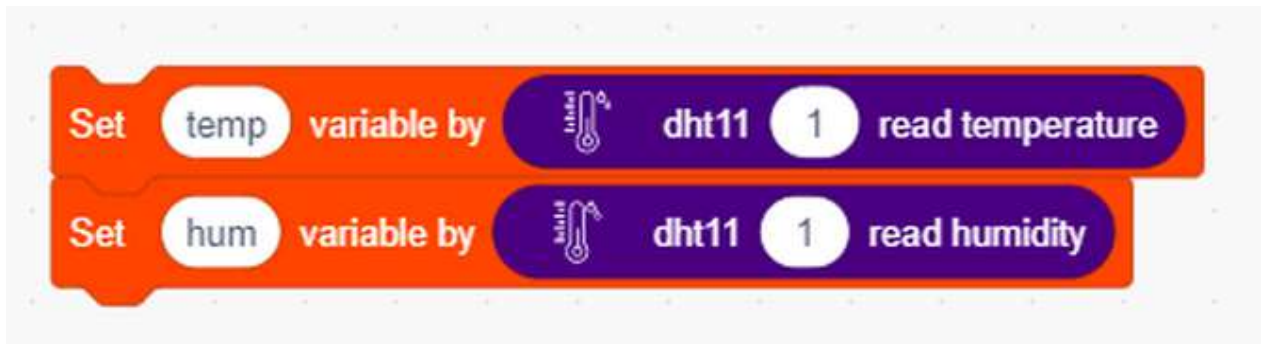 Set temp variable by dht11 1 read temperature
Set hum variable by dht11 1 read humidity